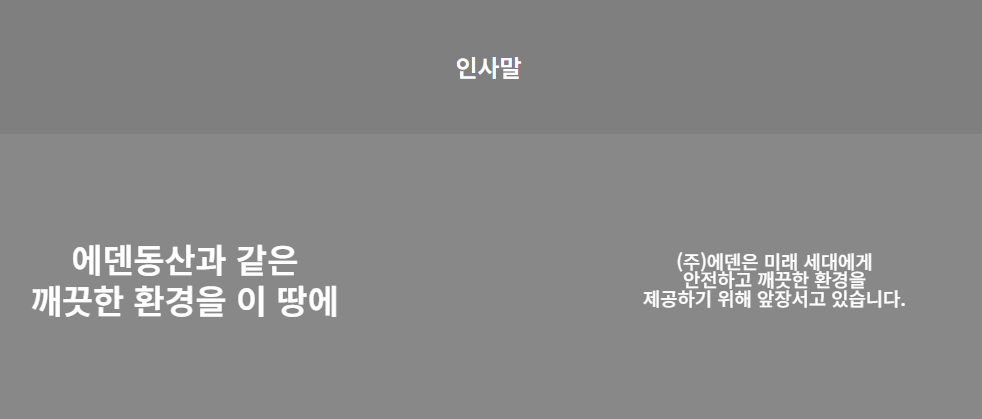 인사말
에덴동산과 같은
깨끗한 환경을 이 땅에
(주)에덴은 미래 세대에게
안전하고 깨끗한 환경을
제공하기 위해 앞장서고 있습니다.